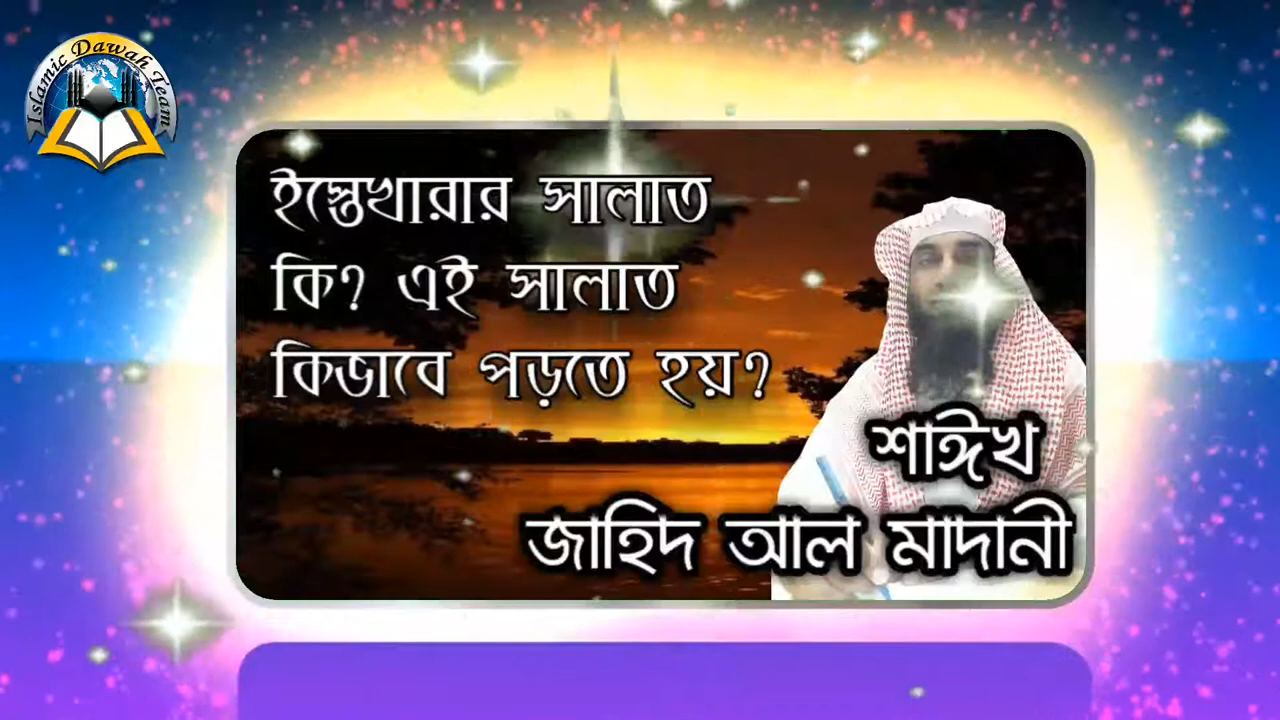 Islamic Dawah Team
ইস্তেখারার সালাত
কি? এই সালাত
কিভাবে পড়তে হয়?
শাঈখ
জাহিদ আল মাদানী